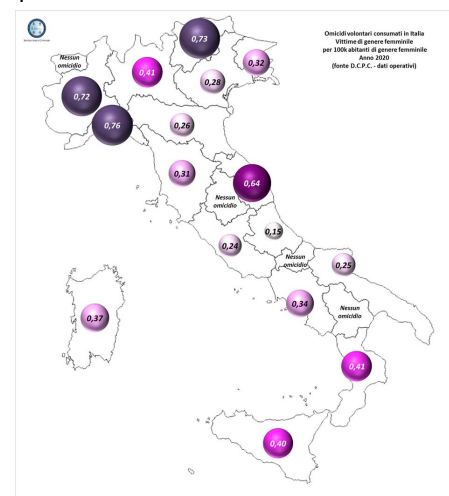 Omicidi volontari consumati in Italia
Vittime di genere femminile
per 100k abitanti di genere femminile
Anno 2020
(fonte D.C.P.C. - dati operativi)
0,73
Nessun
omicidio
0,41
0,32
0,28
0,72
0,76
0,26
0,31
0,64
Nessun
omicidio
0,15
0,24
Nessun
omicidio
0,25
0,34
Nessun
omicidio
0,37
0,41
0,40